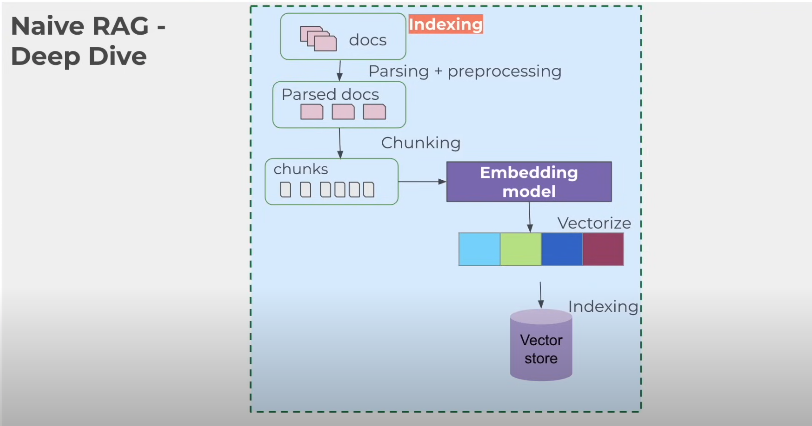 Naive RAG -
Deep Dive
Indexing
docs
Parsing + preprocessing
Parsed docs
Chunking
chunks
Embedding
model
Vectorize
Indexing
Vector
store